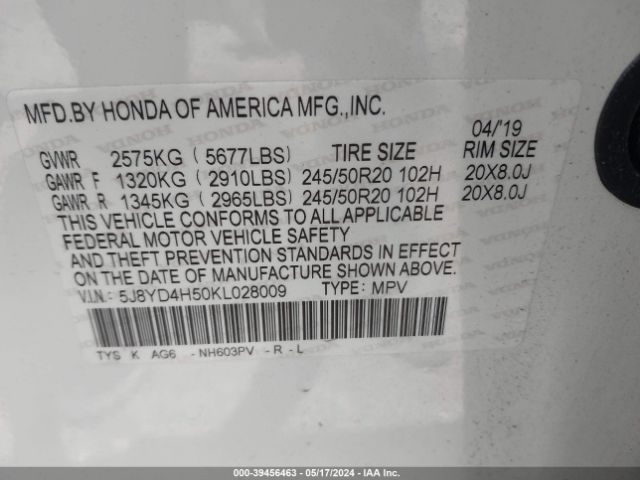 MFD.BY HONDA OF AMERICA MFG.,INC.
04/'19
GVWR 2575KG ( 5677LBS) TIRE SIZE RIM SIZE
GAWR F 1320KG ( 2910LBS) 245/50R20 102H 20X8.0J
GAWR R 1345KG ( 2965LBS) 245/50R20 102H 20X8.0J
THIS VEHICLE CONFORMS TO ALL APPLICABLE
FEDERAL MOTOR VEHICLE SAFETY
AND THEFT PREVENTION STANDARDS IN EFFECT
ON THE DATE OF MANUFACTURE SHOWN ABOVE.
V.I.N.: 5J8YD4H50KL028009 TYPE: MPV
TYS K AG6 -NH603PV -R-L
000-39456463 - 05/17/2024 - IAA Inc.